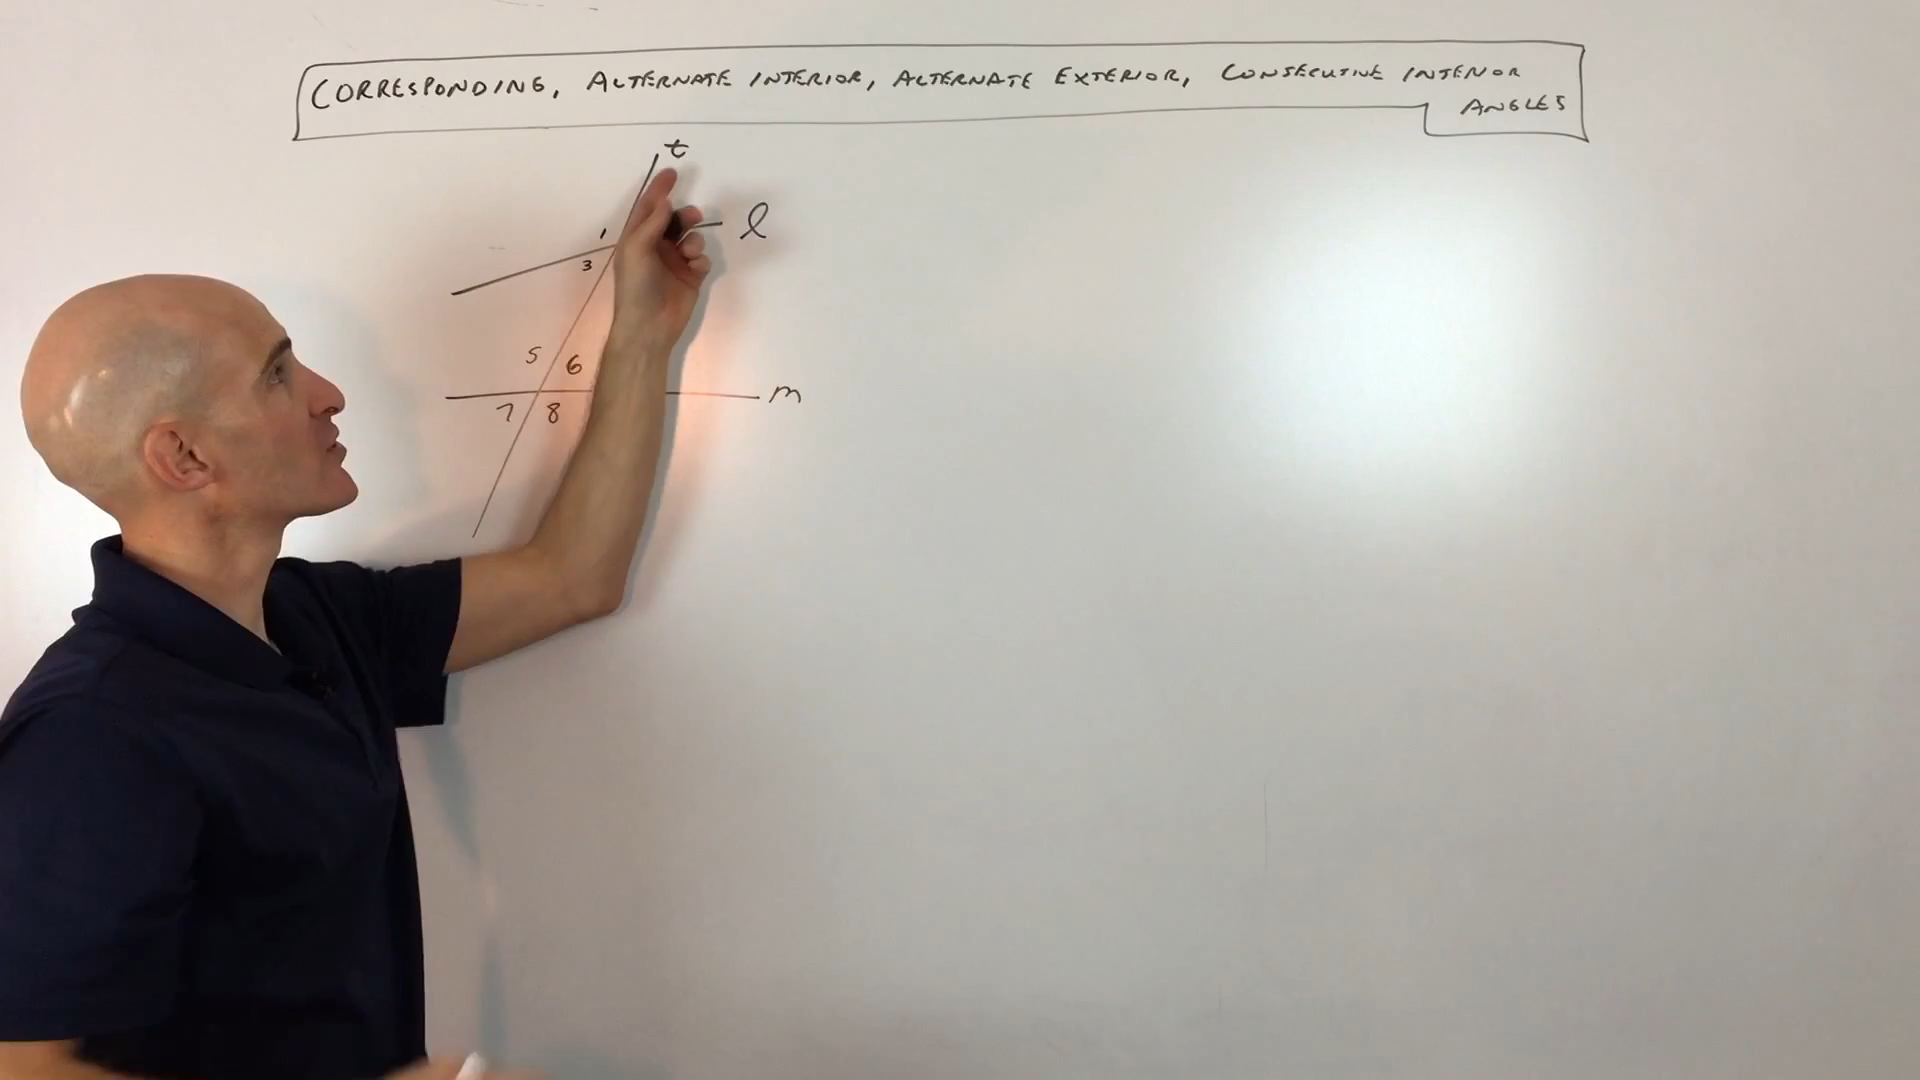 CORRESPONDING, ALTERNATE INTERIOR, ALTERNATE EXTERIOR, CONSECUTIVE INTERIOR
ANGLES
t
l
1
3
5 6
m
7 8